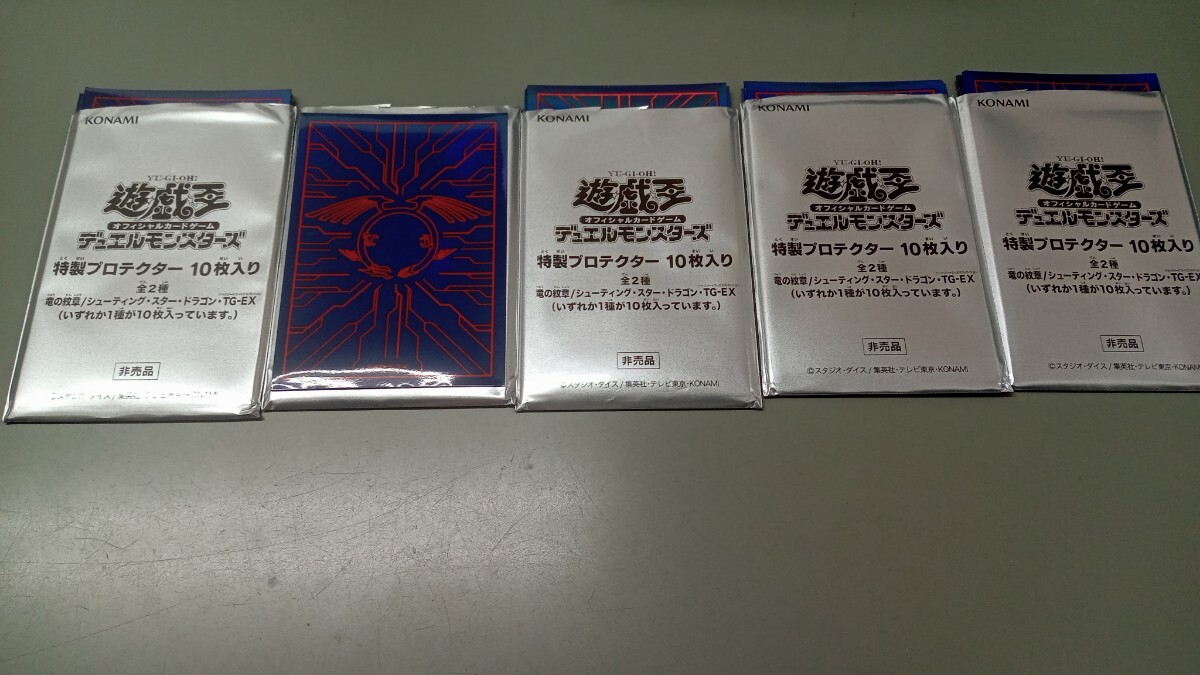 KONAMI
YU-GI-OH!
遊戯王
オフィシャルカードゲーム
デュエルモンスターズ
特製プロテクター 10枚入り
全2種
竜の紋章/シューティング・スター・ドラゴン・TG-EX
(いずれか1種が10枚入っています。)
非売品
KONAMI
YU-GI-OH!
遊戯王
オフィシャルカードゲーム
デュエルモンスターズ
特製プロテクター 10枚入り
全2種
竜の紋章/シューティング・スター・ドラゴン・TG-EX
(いずれか1種が10枚入っています。)
非売品
©スタジオ・ダイス/集英社・テレビ東京・KONAMI
KONAMI
YU-GI-OH!
遊戯王
オフィシャルカードゲーム
デュエルモンスターズ
特製プロテクター 10枚入り
全2種
竜の紋章/シューティング・スター・ドラゴン・TG-EX
(いずれか1種が10枚入っています。)
非売品
©スタジオ・ダイス/集英社・テレビ東京・KONAMI
KONAMI
YU-GI-OH!
遊戯王
オフィシャルカードゲーム
デュエルモンスターズ
特製プロテクター 10枚入り
全2種
竜の紋章/シューティング・スター・ドラゴン・TG-EX
(いずれか1種が10枚入っています。)
非売品
©スタジオ・ダイス/集英社・テレビ東京・KONAMI